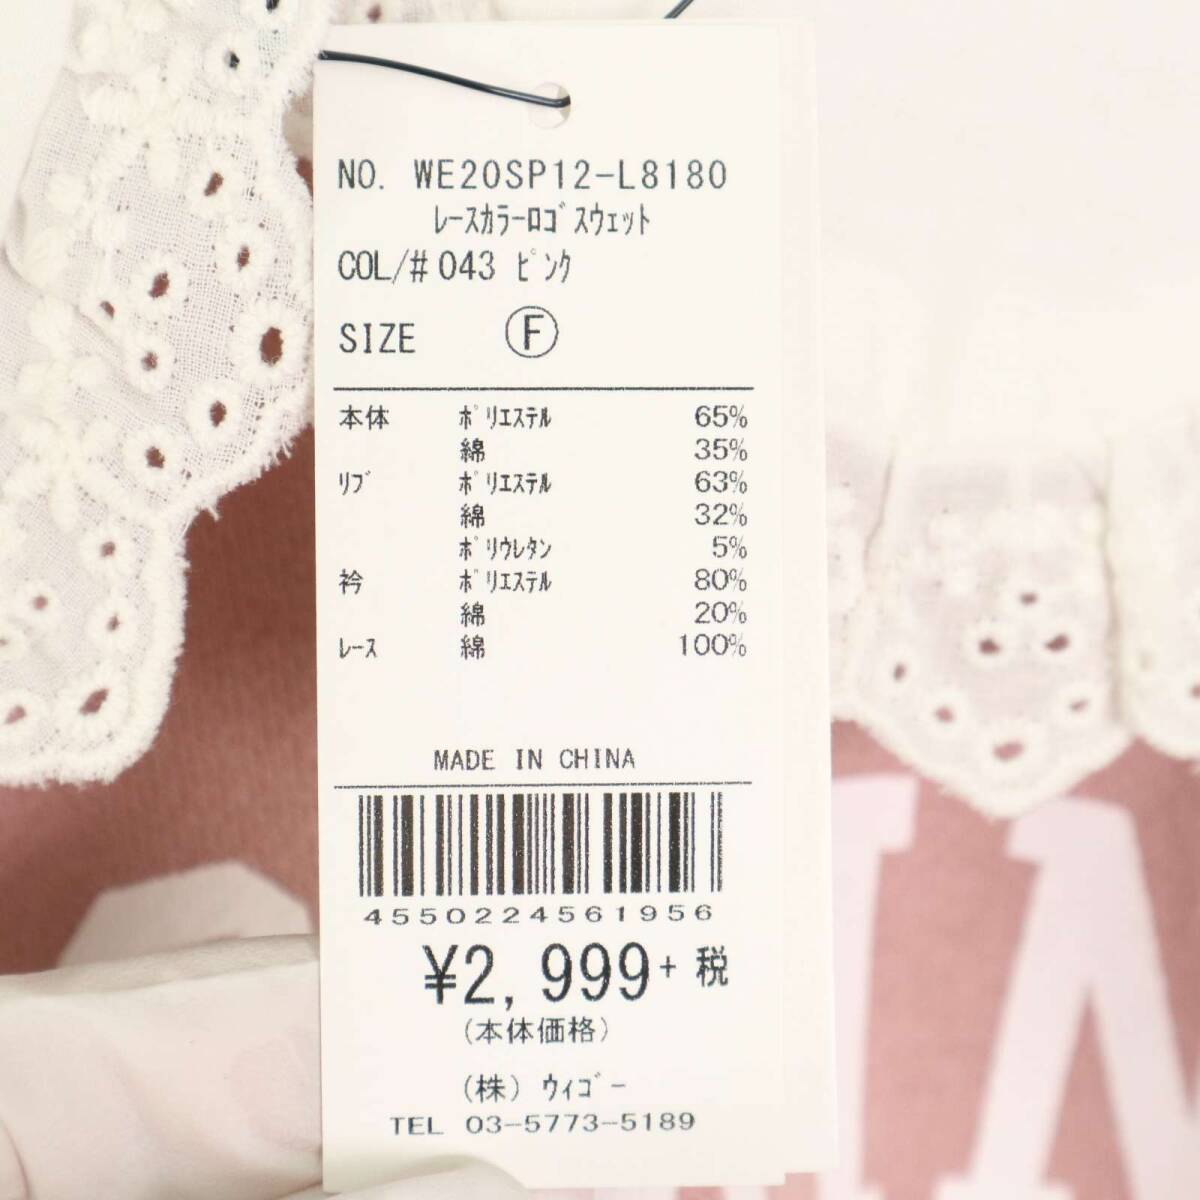 NO. WE20SP12-L8180
ﾚｰｽｶﾗｰﾛｺﾞｽｳｪｯﾄ
COL/# 043 ﾋﾟﾝｸ
SIZE Ⓕ
本体 ﾎﾟﾘｴｽﾃﾙ 65%
綿 35%
ﾘﾌﾞ ﾎﾟﾘｴｽﾃﾙ 63%
綿 32%
ﾎﾟﾘｳﾚﾀﾝ 5%
衿 ﾎﾟﾘｴｽﾃﾙ 80%
綿 20%
ﾚｰｽ 綿 100%
MADE IN CHINA
4550224561956
¥2,999+税
(本体価格)
(株) ｳｨｺﾞｰ
TEL 03-5773-5189